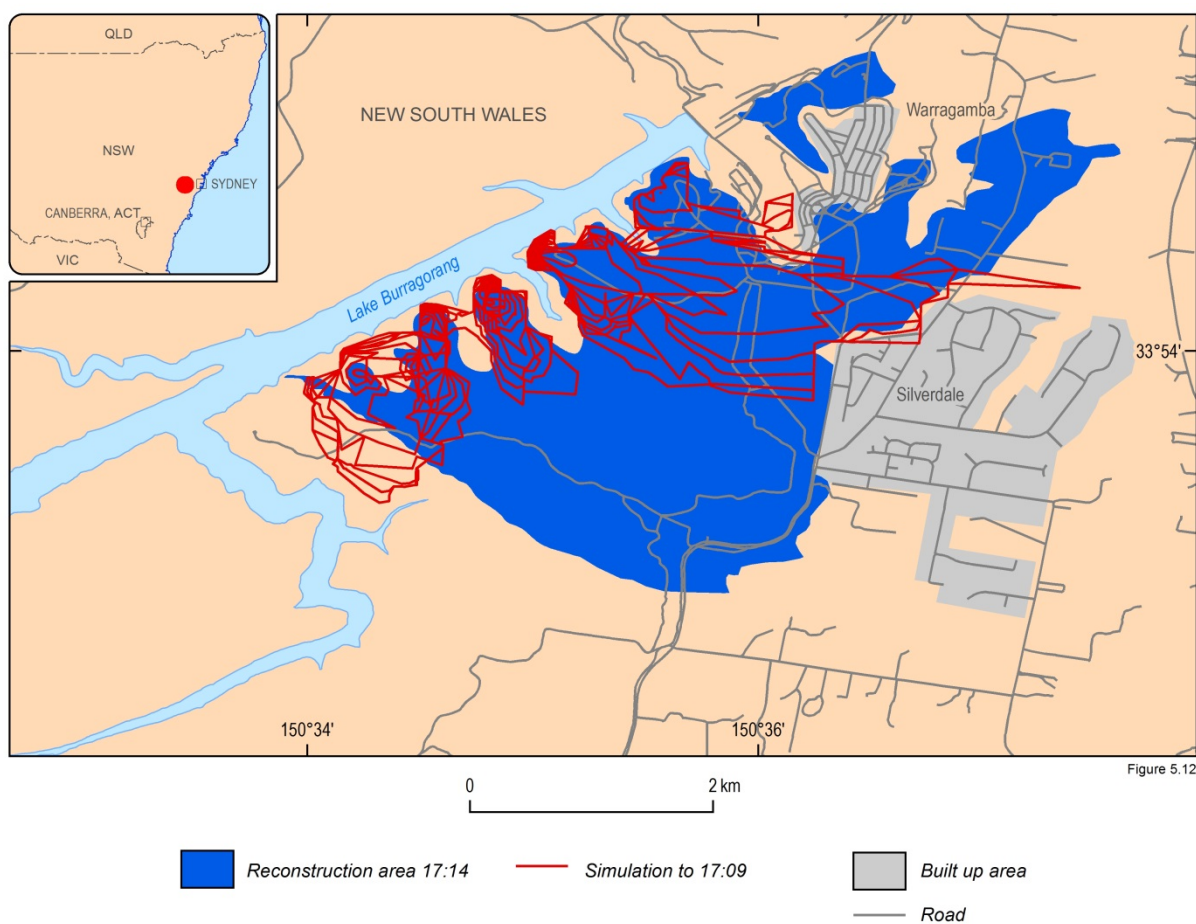 QLD
NSW
SYDNEY
CANBERRA, ACT
VIC
NEW SOUTH WALES
Warragamba
Lake Burragorang
33°54'
Silverdale
150°34'
150°36'
Figure 5.12
0
2 km
Reconstruction area 17:14
Simulation to 17:09
Built up area
Road